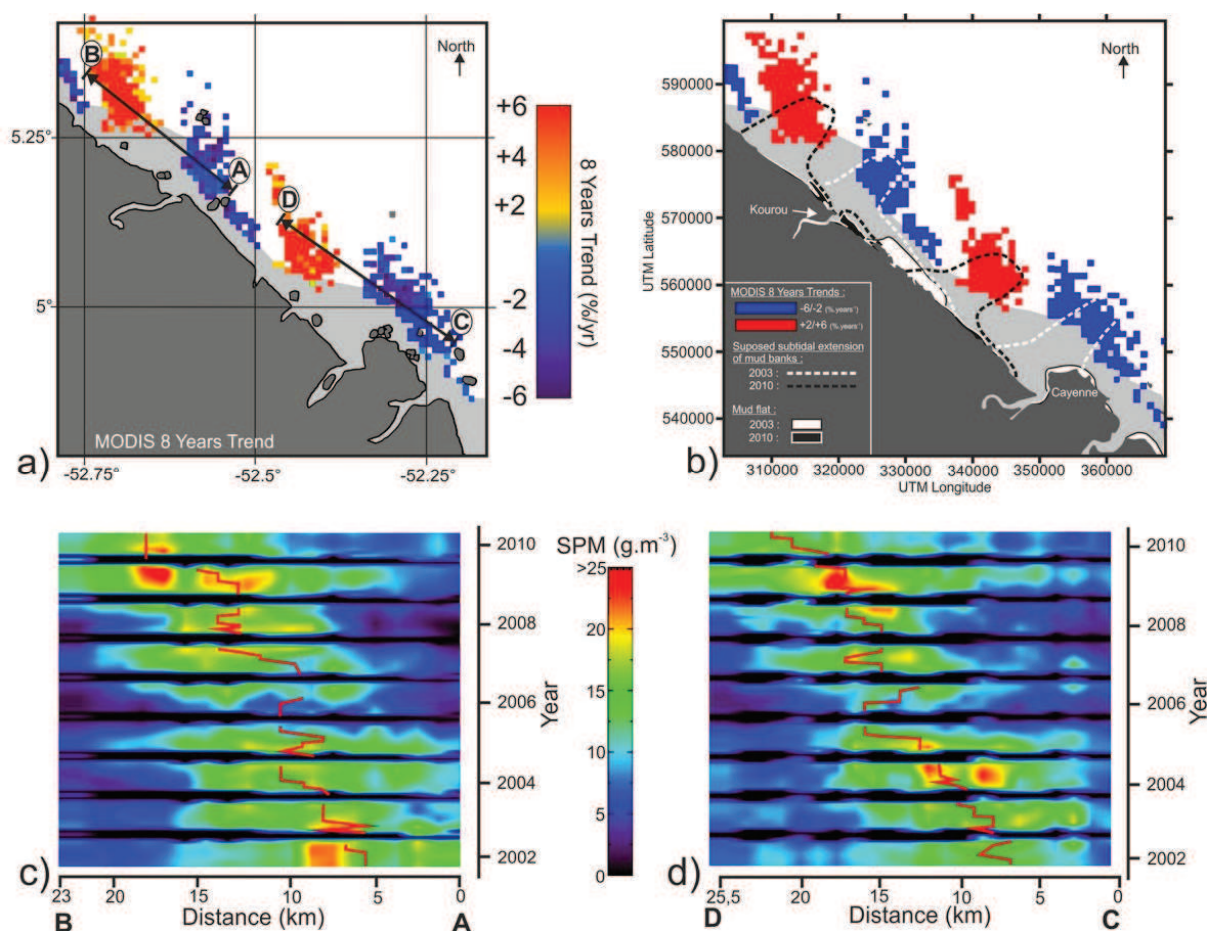 B
North
A
D
C
5.25°
5°
-52.75°
-52.5°
-52.25°
MODIS 8 Years Trend
a)
+6
+4
+2
-2
-4
-6
8 Years Trend (%/yr)
North
590000
580000
570000
560000
550000
540000
UTM Latitude
Kourou
Cayenne
MODIS 8 Years Trends :
-6/-2 (%.years⁻¹)
+2/+6 (%.years⁻¹)
Suposed subtidal extension
of mud banks :
2003 :
2010 :
Mud flat :
2003 :
2010 :
b)
310000
320000
330000
340000
350000
360000
UTM Longitude
2010
2008
2006
2004
2002
Year
c)
23
20
15
10
5
0
B
Distance (km)
A
SPM (g.m⁻³)
>25
20
15
10
5
0
2010
2008
2006
2004
2002
Year
d)
25,5
20
15
10
5
0
D
Distance (km)
C